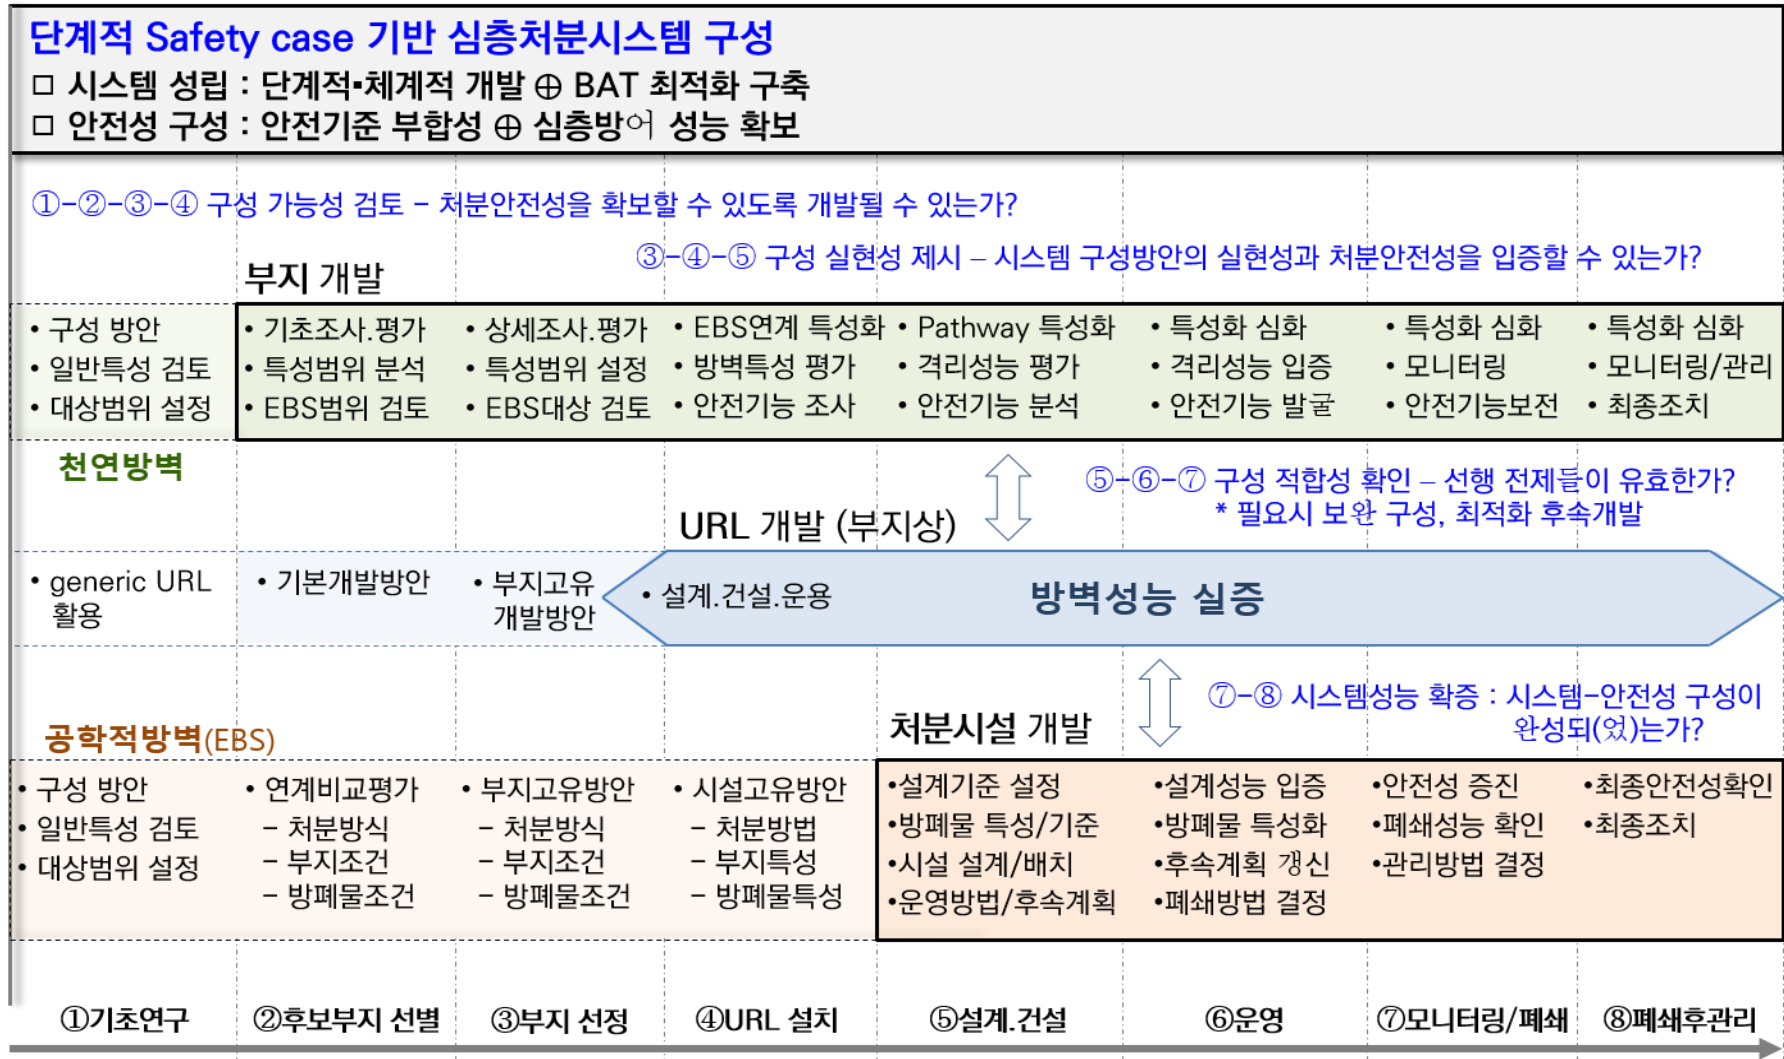 단계적 Safety case 기반 심층처분시스템 구성
□ 시스템 성립 : 단계적▪체계적 개발 ⊕ BAT 최적화 구축
□ 안전성 구성 : 안전기준 부합성 ⊕ 심층방어 성능 확보
①-②-③-④ 구성 가능성 검토 - 처분안전성을 확보할 수 있도록 개발될 수 있는가?
③-④-⑤ 구성 실현성 제시 – 시스템 구성방안의 실현성과 처분안전성을 입증할 수 있는가?
부지 개발
• 구성 방안
• 일반특성 검토
• 대상범위 설정
• 기초조사.평가
• 특성범위 분석
• EBS범위 검토
• 상세조사.평가
• 특성범위 설정
• EBS대상 검토
• EBS연계 특성화
• 방벽특성 평가
• 안전기능 조사
• Pathway 특성화
• 격리성능 평가
• 안전기능 분석
• 특성화 심화
• 격리성능 입증
• 안전기능 발굴
• 특성화 심화
• 모니터링
• 안전기능보전
• 특성화 심화
• 모니터링/관리
• 최종조치
천연방벽
⑤-⑥-⑦ 구성 적합성 확인 – 선행 전제들이 유효한가?
* 필요시 보완 구성, 최적화 후속개발
URL 개발 (부지상)
• generic URL
활용
• 기본개발방안
• 부지고유
개발방안
• 설계.건설.운용
방벽성능 실증
⑦-⑧ 시스템성능 확증 : 시스템-안전성 구성이
완성되(었)는가?
처분시설 개발
공학적방벽(EBS)
• 구성 방안
• 일반특성 검토
• 대상범위 설정
• 연계비교평가
- 처분방식
- 부지조건
- 방폐물조건
• 부지고유방안
- 처분방식
- 부지조건
- 방폐물조건
• 시설고유방안
- 처분방법
- 부지특성
- 방폐물특성
•설계기준 설정
•방폐물 특성/기준
•시설 설계/배치
•운영방법/후속계획
•설계성능 입증
•방폐물 특성화
•후속계획 갱신
•폐쇄방법 결정
•안전성 증진
•폐쇄성능 확인
•관리방법 결정
•최종안전성확인
•최종조치
①기초연구
②후보부지 선별
③부지 선정
④URL 설치
⑤설계.건설
⑥운영
⑦모니터링/폐쇄
⑧폐쇄후관리